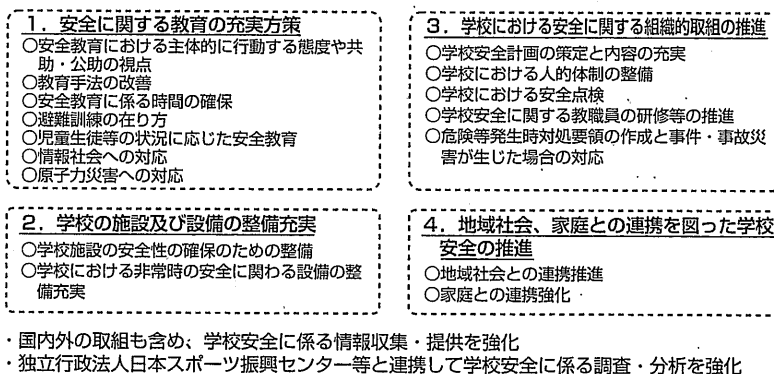 1．安全に関する教育の充実方策
○安全教育における主体的に行動する態度や共
助・公助の視点
○教育手法の改善
○安全教育に係る時間の確保
○避難訓練の在り方
○児童生徒等の状況に応じた安全教育
○情報社会への対応
○原子力災害への対応
2．学校の施設及び設備の整備充実
○学校施設の安全性の確保のための整備
○学校における非常時の安全に関わる設備の整
備充実
3．学校における安全に関する組織的取組の推進
○学校安全計画の策定と内容の充実
○学校における人的体制の整備
○学校における安全点検
○学校安全に関する教職員の研修等の推進
○危険等発生時対処要領の作成と事件・事故災
害が生じた場合の対応
4．地域社会、家庭との連携を図った学校
安全の推進
○地域社会との連携推進
○家庭との連携強化
・国内外の取組も含め、学校安全に係る情報収集・提供を強化
・独立行政法人日本スポーツ振興センター等と連携して学校安全に係る調査・分析を強化